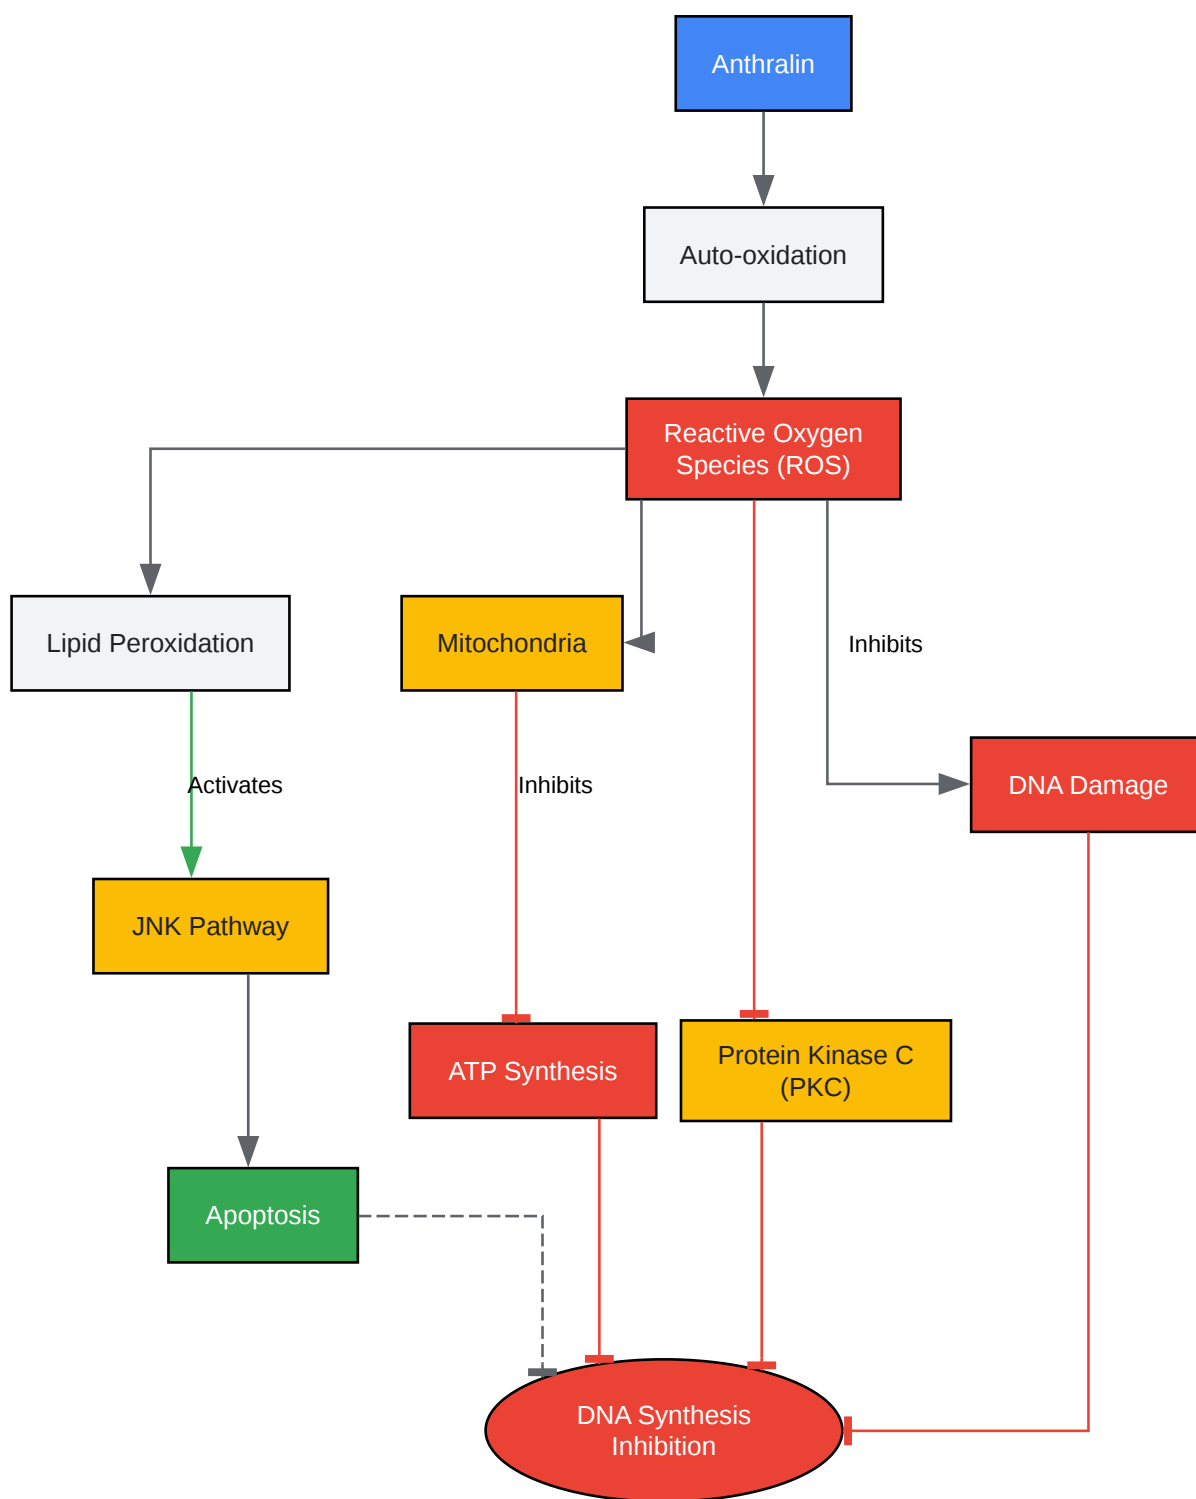 Anthralin
Auto-oxidation
Reactive Oxygen
Species (ROS)
Lipid Peroxidation
Mitochondria
Inhibits
Activates
Inhibits
DNA Damage
JNK Pathway
ATP Synthesis
Protein Kinase C
(PKC)
Apoptosis
DNA Synthesis
Inhibition